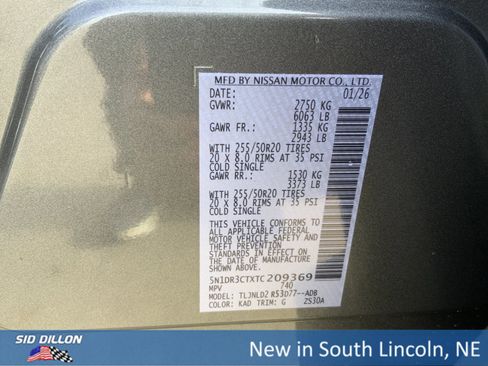 MFD BY NISSAN MOTOR CO., LTD.
DATE: 01/26
GVWR: 2750 KG
6063 LB
GAWR FR.: 1335 KG
2943 LB
WITH 255/50R20 TIRES
20 x 8.0 RIMS AT 35 PSI
COLD SINGLE
GAWR RR.: 1530 KG
3373 LB
WITH 255/50R20 TIRES
20 x 8.0 RIMS AT 35 PSI
COLD SINGLE
THIS VEHICLE CONFORMS TO
ALL APPLICABLE FEDERAL
MOTOR VEHICLE SAFETY AND
THEFT PREVENTION
STANDARDS IN EFFECT ON
THE DATE OF MANUFACTURE
SHOWN ABOVE.
5N1DR3CTXTC209369
MPV 740
TLJNLD2 R53D77--ADB
COLOR: KAD TRIM: G ZS30A
SID DILLON
New in South Lincoln, NE